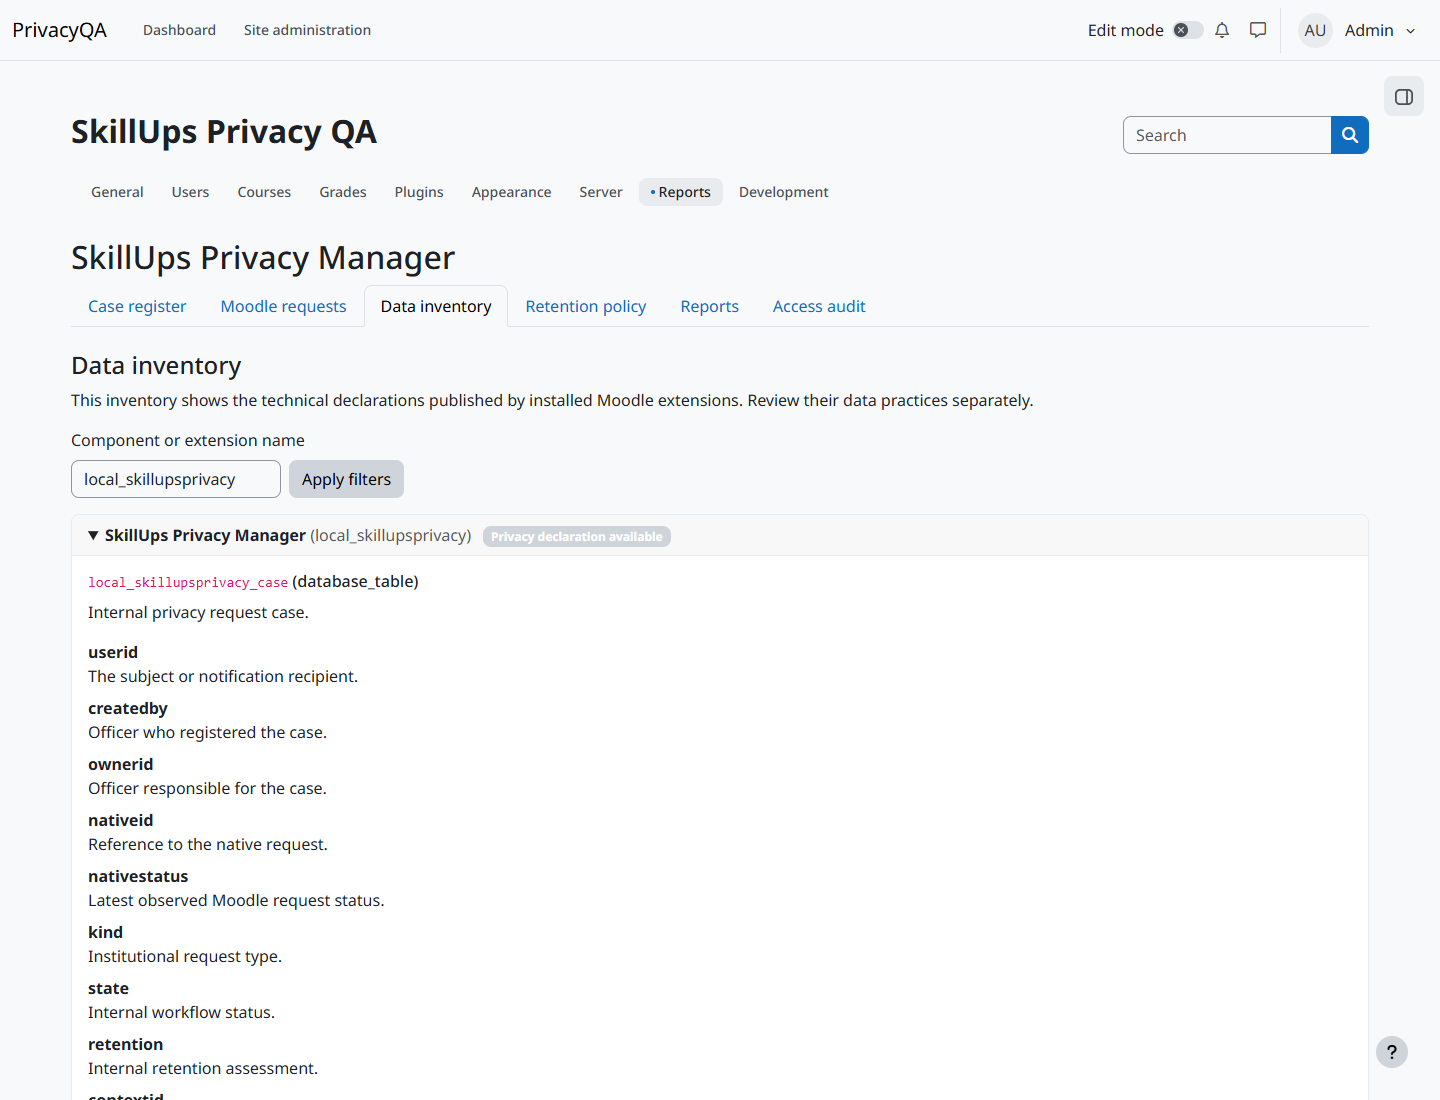 PrivacyQA Dashboard Site administration Edit mode AU Admin
SkillUps Privacy QA
Search
General Users Courses Grades Plugins Appearance Server Reports Development
SkillUps Privacy Manager
Case register Moodle requests Data inventory Retention policy Reports Access audit
Data inventory
This inventory shows the technical declarations published by installed Moodle extensions. Review their data practices separately.
Component or extension name
local_skillupsprivacy Apply filters
SkillUps Privacy Manager (local_skillupsprivacy) Privacy declaration available
local_skillupsprivacy_case (database_table)
Internal privacy request case.
userid
The subject or notification recipient.
createdby
Officer who registered the case.
ownerid
Officer responsible for the case.
nativeid
Reference to the native request.
nativestatus
Latest observed Moodle request status.
kind
Institutional request type.
state
Internal workflow status.
retention
Internal retention assessment.
?
contextid